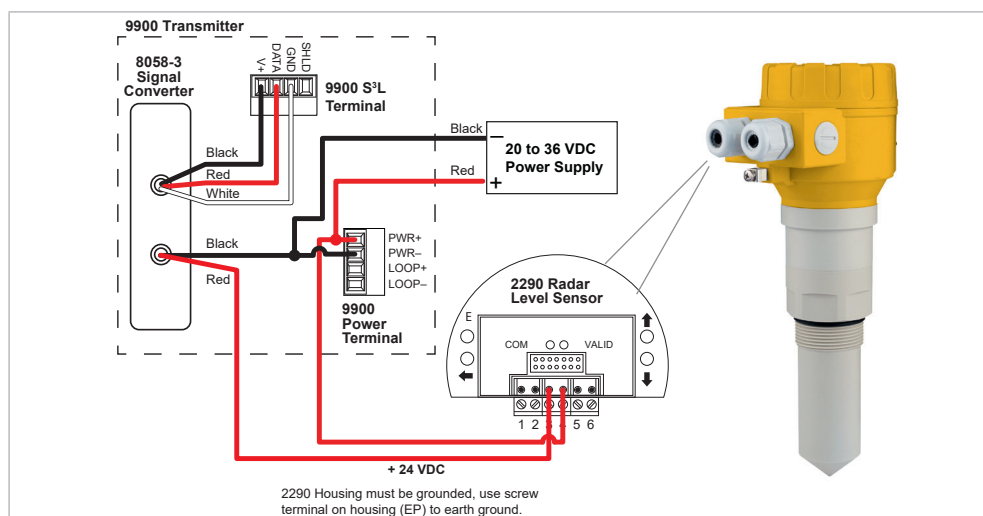 9900 Transmitter
8058-3
Signal
Converter
V+
DATA
GND
SHLD
9900 S³L
Terminal
Black
Red
White
Black
Red
Black
Red
–
+
20 to 36 VDC
Power Supply
PWR+
PWR–
LOOP+
LOOP–
9900
Power
Terminal
2290 Radar
Level Sensor
E
COM
VALID
1 2 3 4 5 6
+ 24 VDC
2290 Housing must be grounded, use screw
terminal on housing (EP) to earth ground.